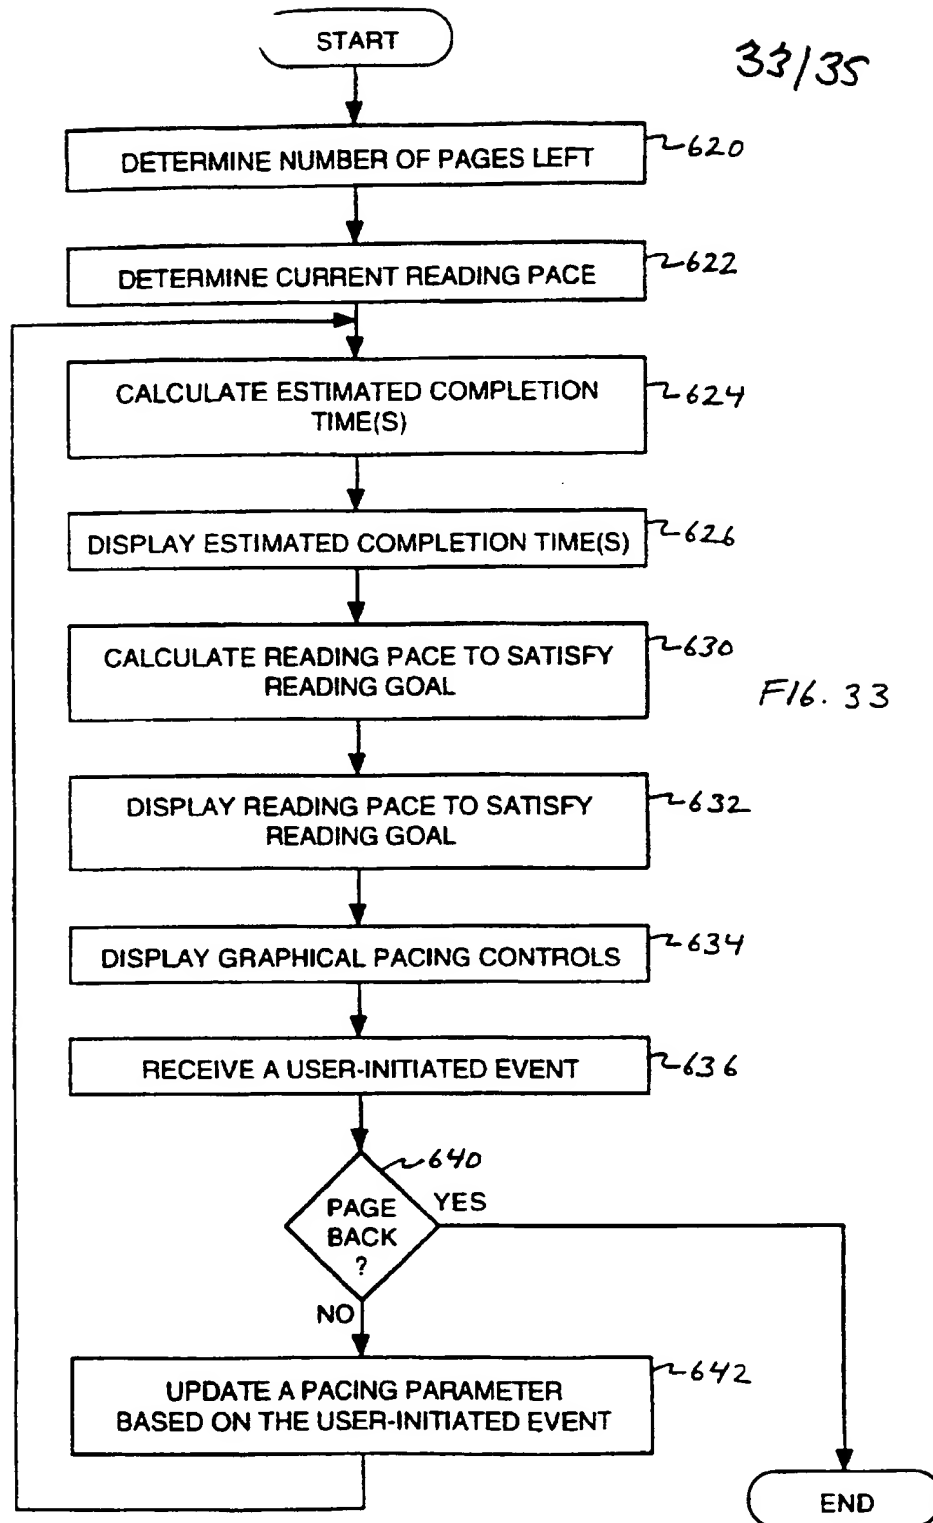 START
33/35
DETERMINE NUMBER OF PAGES LEFT
620
DETERMINE CURRENT READING PACE
622
CALCULATE ESTIMATED COMPLETION
TIME(S)
624
DISPLAY ESTIMATED COMPLETION TIME(S)
626
CALCULATE READING PACE TO SATISFY
READING GOAL
630
FIG. 33
DISPLAY READING PACE TO SATISFY
READING GOAL
632
DISPLAY GRAPHICAL PACING CONTROLS
634
RECEIVE A USER-INITIATED EVENT
636
640
PAGE
BACK
?
YES
NO
UPDATE A PACING PARAMETER
BASED ON THE USER-INITIATED EVENT
642
END